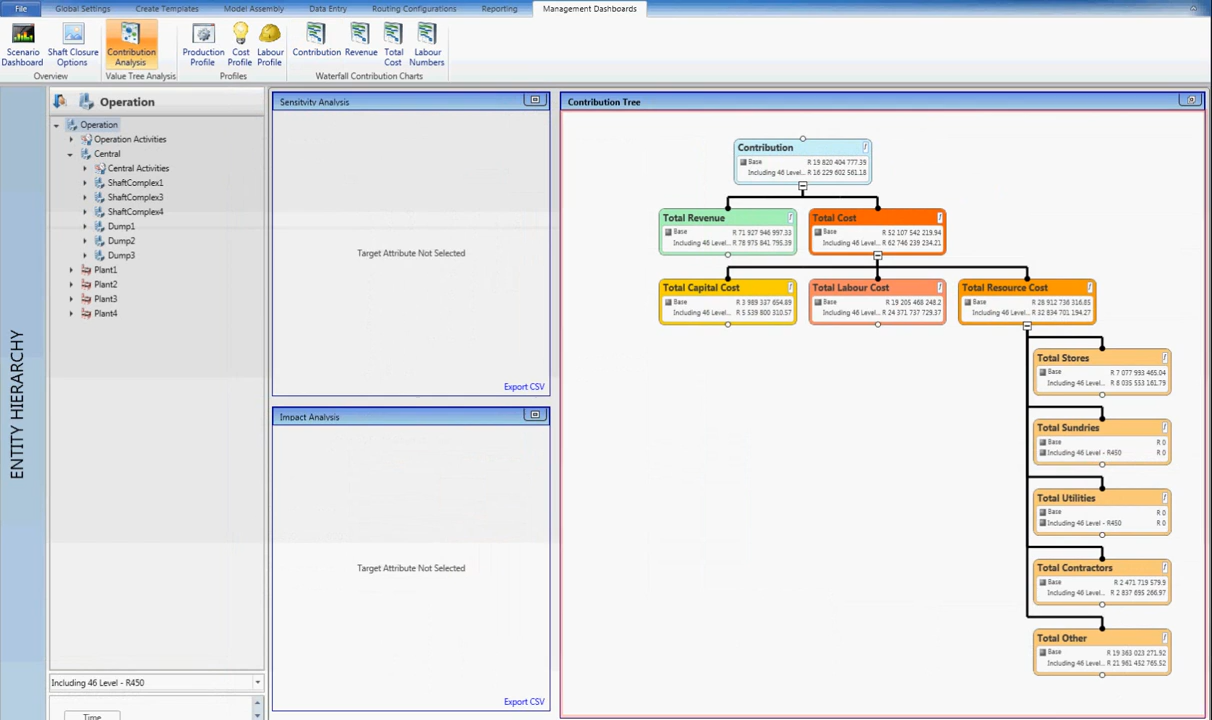 File Global Settings Create Templates Model Assembly Data Entry Routing Configurations Reporting Management Dashboards
Scenario Dashboard
Shaft Closure Options
Contribution Analysis
Production Profile
Cost Profile
Labour Profile
Contribution
Revenue
Total Cost
Labour Numbers
Overview
Value Tree Analysis
Profiles
Waterfall Contribution Charts
ENTITY HIERARCHY
Operation
Operation
Operation Activities
Central
Central Activities
ShaftComplex1
ShaftComplex3
ShaftComplex4
Dump1
Dump2
Dump3
Plant1
Plant2
Plant3
Plant4
Including 46 Level - R450
Time
Sensitivity Analysis
Target Attribute Not Selected
Export CSV
Impact Analysis
Target Attribute Not Selected
Export CSV
Contribution Tree
Contribution
Base R 19 820 404 777.39
Including 46 Level... R 16 229 602 561.18
Total Revenue
Base R 71 927 946 997.33
Including 46 Level... R 78 975 841 795.39
Total Cost
Base R 52 107 542 219.94
Including 46 Level... R 62 746 239 234.21
Total Capital Cost
Base R 3 989 337 654.89
Including 46 Level... R 5 539 800 310.57
Total Labour Cost
Base R 19 205 468 248.2
Including 46 Level... R 24 371 737 729.37
Total Resource Cost
Base R 28 912 736 316.85
Including 46 Level... R 32 834 701 194.27
Total Stores
Base R 7 077 993 465.04
Including 46 Level... R 8 035 553 161.79
Total Sundries
Base R 0
Including 46 Level - R450 R 0
Total Utilities
Base R 0
Including 46 Level - R450 R 0
Total Contractors
Base R 2 471 719 579.9
Including 46 Level... R 2 837 695 266.97
Total Other
Base R 19 363 023 271.92
Including 46 Level... R 21 961 452 765.52